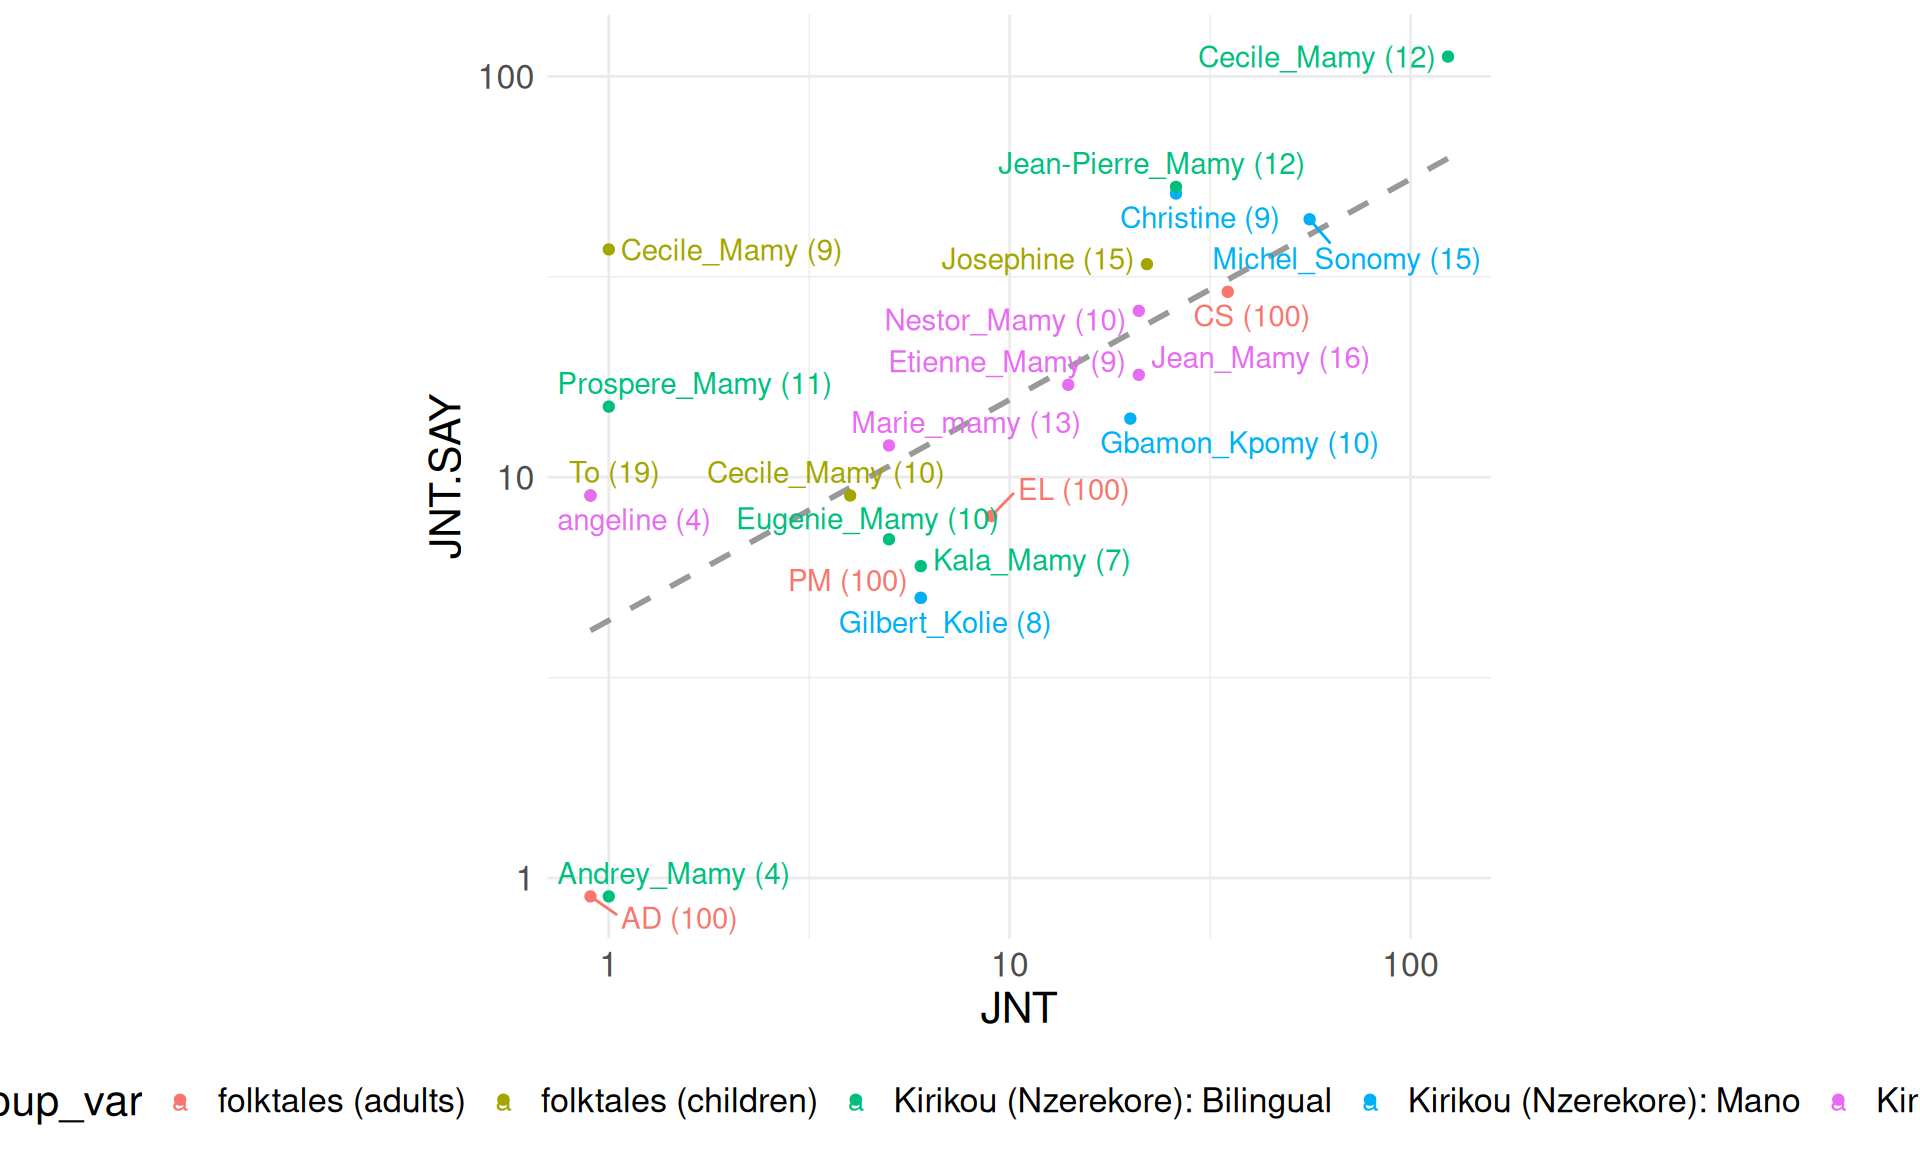 Cecile_Mamy (12)
100
Jean-Pierre_Mamy (12)
Christine (9)
Cecile_Mamy (9)
Josephine (15)
Michel_Sonomy (15)
CS (100)
Nestor_Mamy (10)
Etienne_Mamy (9)
Jean_Mamy (16)
Prospere_Mamy (11)
Marie_mamy (13)
Gbamon_Kpomy (10)
JNT.SAY
To (19)
Cecile_Mamy (10)
10
EL (100)
angeline (4)
Eugenie_Mamy (10)
Kala_Mamy (7)
PM (100)
Gilbert_Kolie (8)
Andrey_Mamy (4)
1
AD (100)
1 10 100
JNT
oup_var a folktales (adults) a folktales (children) a Kirikou (Nzerekore): Bilingual a Kirikou (Nzerekore): Mano a Kir